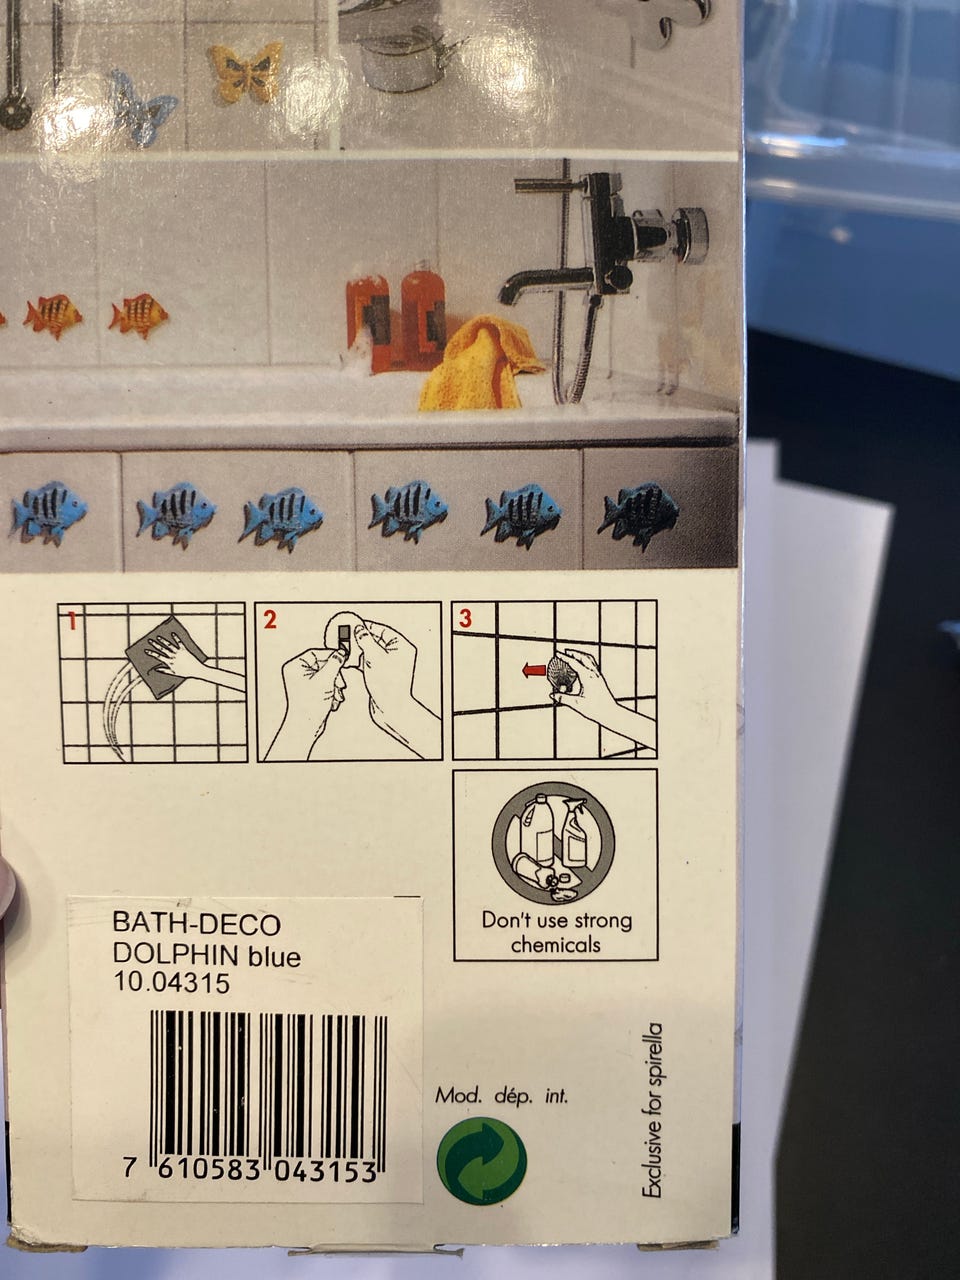 1
2
3
Don't use strong
chemicals
BATH-DECO
DOLPHIN blue
10.04315
7 610583 043153
Mod. dép. int.
Exclusive for spirella